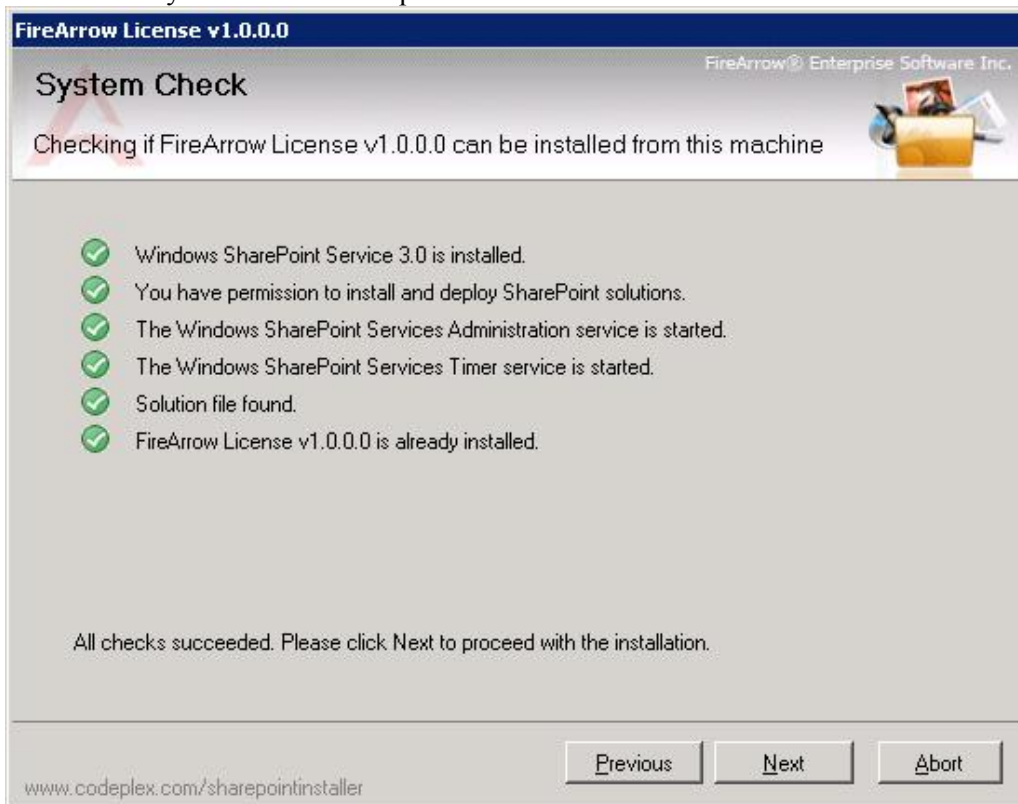 FireArrow License v1.0.0.0
FireArrow® Enterprise Software Inc.
System Check
Checking if FireArrow License v1.0.0.0 can be installed from this machine
Windows SharePoint Service 3.0 is installed.
You have permission to install and deploy SharePoint solutions.
The Windows SharePoint Services Administration service is started.
The Windows SharePoint Services Timer service is started.
Solution file found.
FireArrow License v1.0.0.0 is already installed.
All checks succeeded. Please click Next to proceed with the installation.
Previous Next Abort
www.codeplex.com/sharepointinstaller